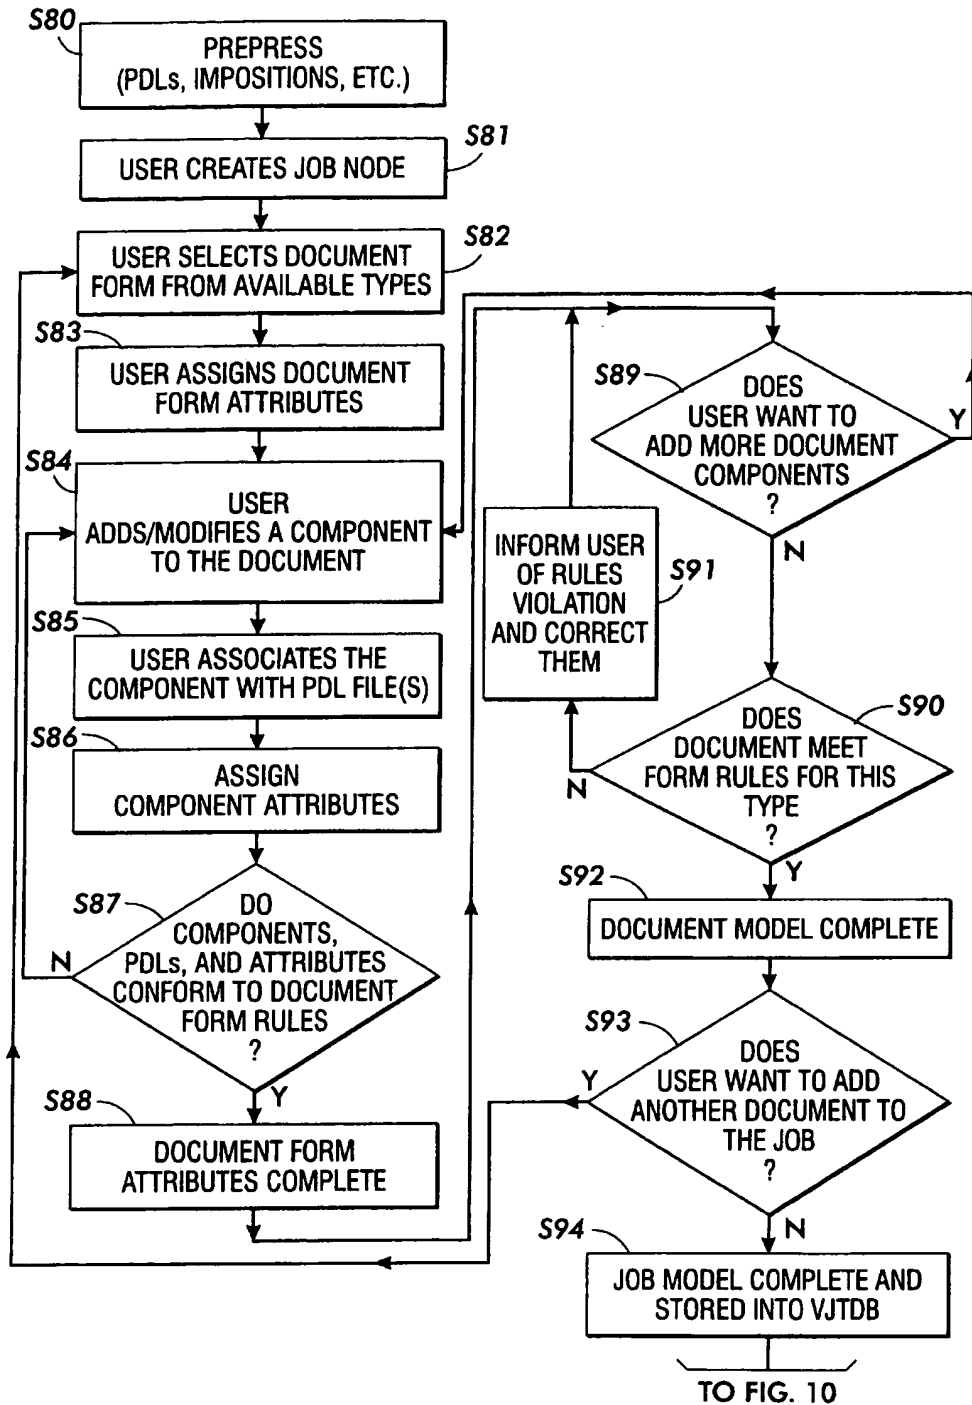 S80
PREPRESS
(PDLs, IMPOSITIONS, ETC.)
S81
USER CREATES JOB NODE
S82
USER SELECTS DOCUMENT
FORM FROM AVAILABLE TYPES
S83
USER ASSIGNS DOCUMENT
FORM ATTRIBUTES
S84
USER
ADDS/MODIFIES A COMPONENT
TO THE DOCUMENT
S85
USER ASSOCIATES THE
COMPONENT WITH PDL FILE(S)
S86
ASSIGN
COMPONENT ATTRIBUTES
S87
DO
COMPONENTS,
PDLs, AND ATTRIBUTES
CONFORM TO DOCUMENT
FORM RULES
?
N
Y
S88
DOCUMENT FORM
ATTRIBUTES COMPLETE
S89
DOES
USER WANT TO
ADD MORE DOCUMENT
COMPONENTS
?
Y
N
S91
INFORM USER
OF RULES
VIOLATION
AND CORRECT
THEM
S90
DOES
DOCUMENT MEET
FORM RULES FOR THIS
TYPE
?
N
Y
S92
DOCUMENT MODEL COMPLETE
S93
DOES
USER WANT TO ADD
ANOTHER DOCUMENT TO
THE JOB
?
Y
N
S94
JOB MODEL COMPLETE AND
STORED INTO VJTDB
TO FIG. 10